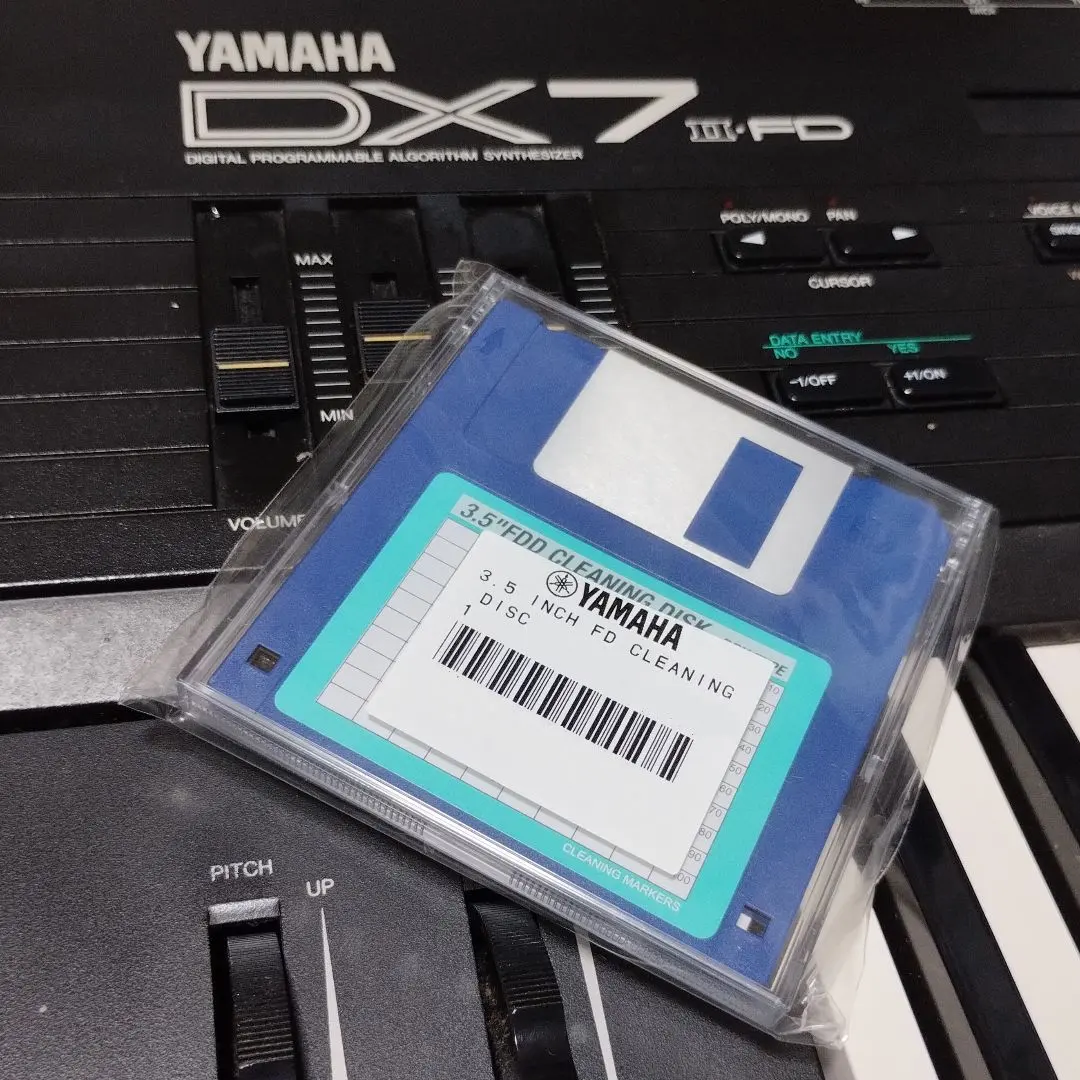 YAMAHA
DX7 II·FD
DIGITAL PROGRAMMABLE ALGORITHM SYNTHESIZER
POLY/MONO
PAN
CURSOR
MAX
MIN
VOLUME
DATA ENTRY
NO
YES
-1/OFF
+1/ON
3.5"FDD CLEANING DISK
YAMAHA
3.5 INCH FD CLEANING
DISC
1
10
20
30
40
50
60
70
80
90
CLEANING MARKERS
PITCH
UP